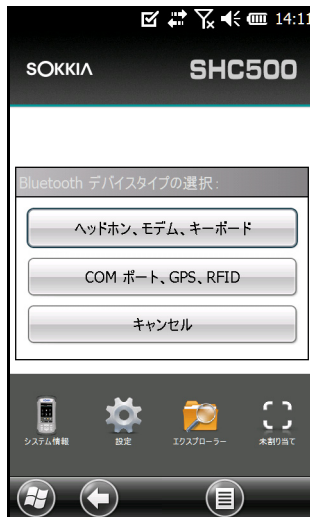 14:11
SOKKIA
SHC500
Bluetooth デバイスタイプの選択:
ヘッドホン、モデム、キーボード
COM ポート、GPS、RFID
キャンセル
システム情報
設定
エクスプローラー
未割り当て